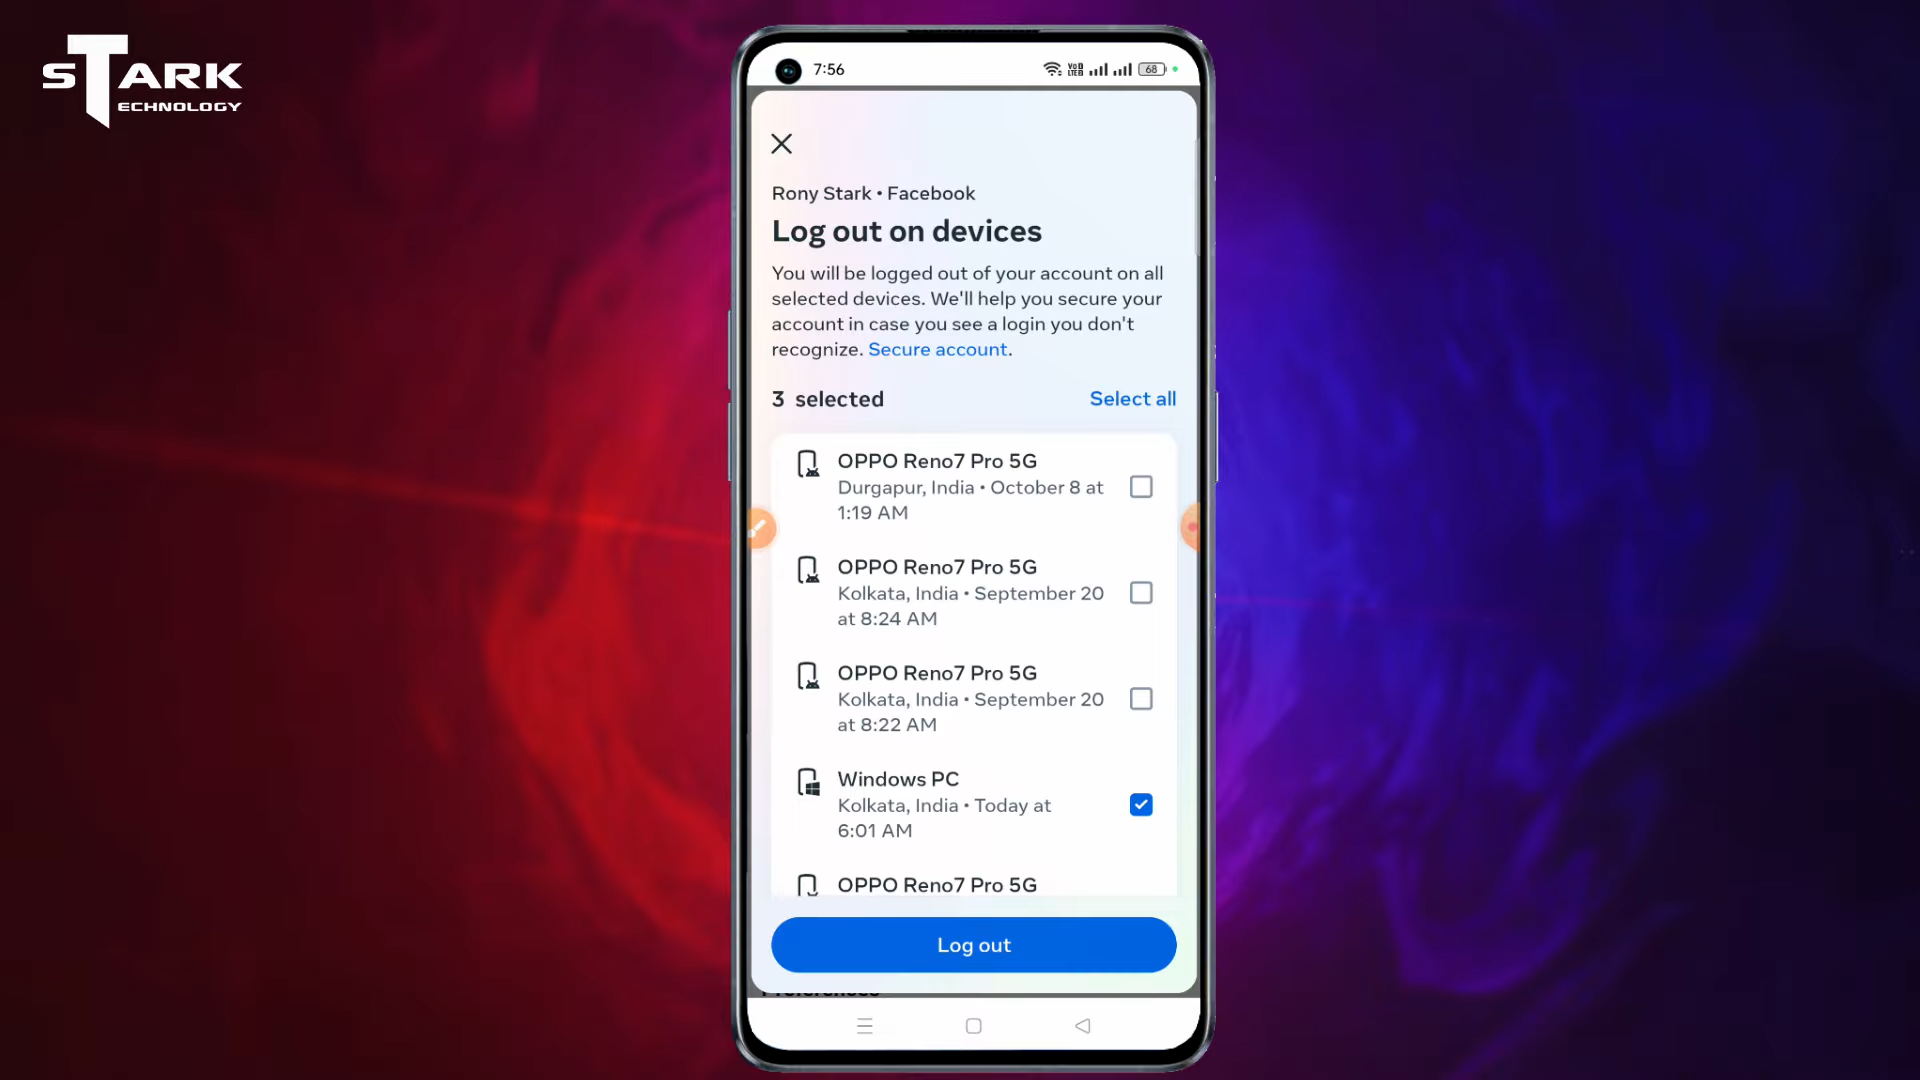 STARK
TECHNOLOGY
7:56
Vo)) LTE 68
Rony Stark • Facebook
Log out on devices
You will be logged out of your account on all
selected devices. We'll help you secure your
account in case you see a login you don't
recognize. Secure account.
3 selected Select all
OPPO Reno7 Pro 5G
Durgapur, India • October 8 at
1:19 AM
OPPO Reno7 Pro 5G
Kolkata, India • September 20
at 8:24 AM
OPPO Reno7 Pro 5G
Kolkata, India • September 20
at 8:22 AM
Windows PC
Kolkata, India • Today at
6:01 AM
OPPO Reno7 Pro 5G
Log out